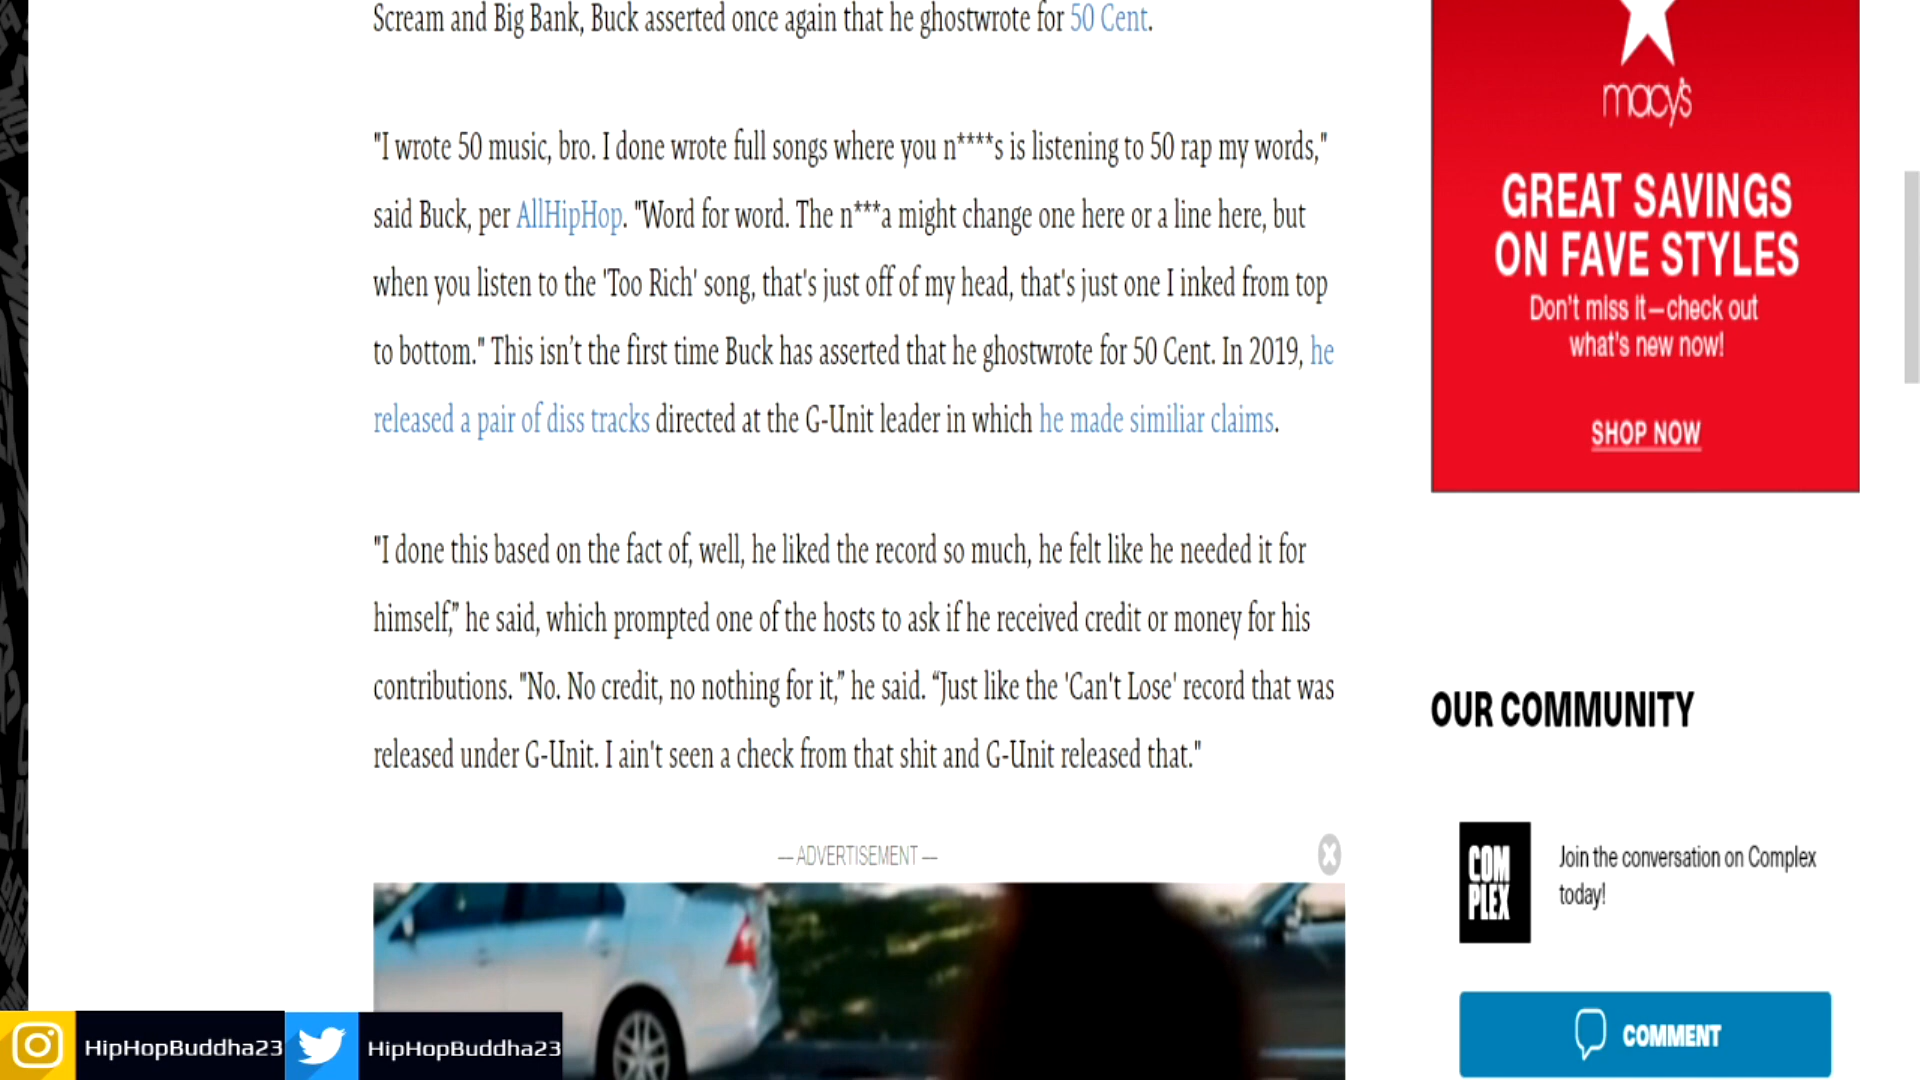 Scream and Big Bank, Buck asserted once again that he ghostwrote for 50 Cent.
"I wrote 50 music, bro. I done wrote full songs where you n****s is listening to 50 rap my words,"
said Buck, per AllHipHop. "Word for word. The n***a might change one here or a line here, but
when you listen to the 'Too Rich' song, that's just off of my head, that's just one I inked from top
to bottom." This isn’t the first time Buck has asserted that he ghostwrote for 50 Cent. In 2019, he
released a pair of diss tracks directed at the G-Unit leader in which he made similiar claims.
"I done this based on the fact of, well, he liked the record so much, he felt like he needed it for
himself,” he said, which prompted one of the hosts to ask if he received credit or money for his
contributions. "No. No credit, no nothing for it,” he said. “Just like the 'Can't Lose' record that was
released under G-Unit. I ain't seen a check from that shit and G-Unit released that."
— ADVERTISEMENT —
macy's
GREAT SAVINGS
ON FAVE STYLES
Don't miss it—check out
what's new now!
SHOP NOW
OUR COMMUNITY
COM
PLEX
Join the conversation on Complex
today!
COMMENT
HipHopBuddha23
HipHopBuddha23